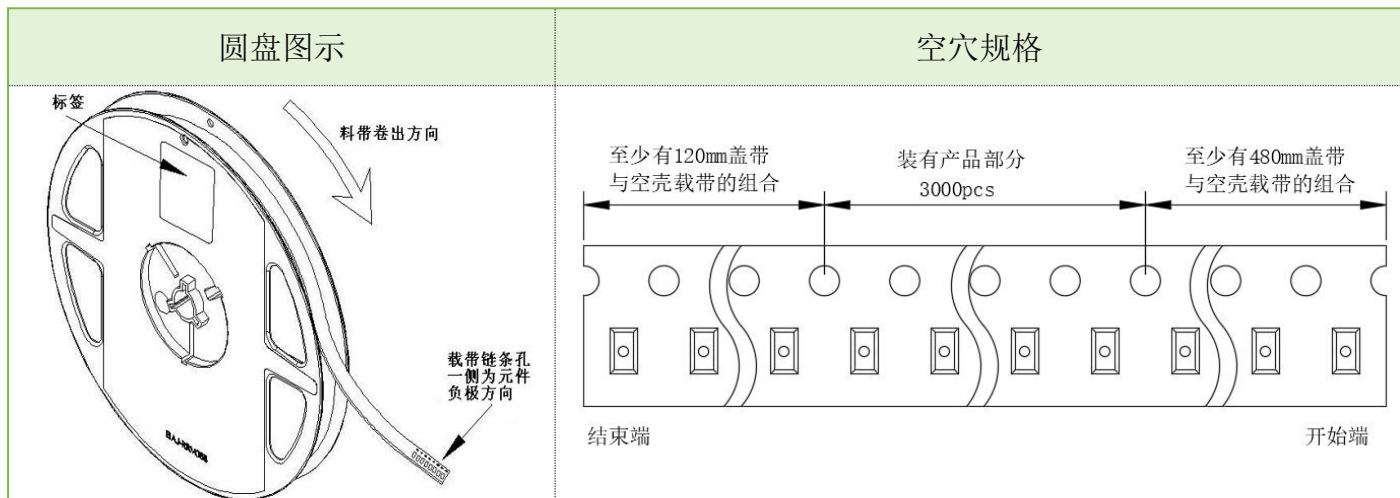 圆盘图示
空穴规格
标签
料带卷出方向
载带链条孔
一侧为元件
负极方向
至少有120mm盖带
与空壳载带的组合
装有产品部分
3000pcs
至少有480mm盖带
与空壳载带的组合
结束端
开始端